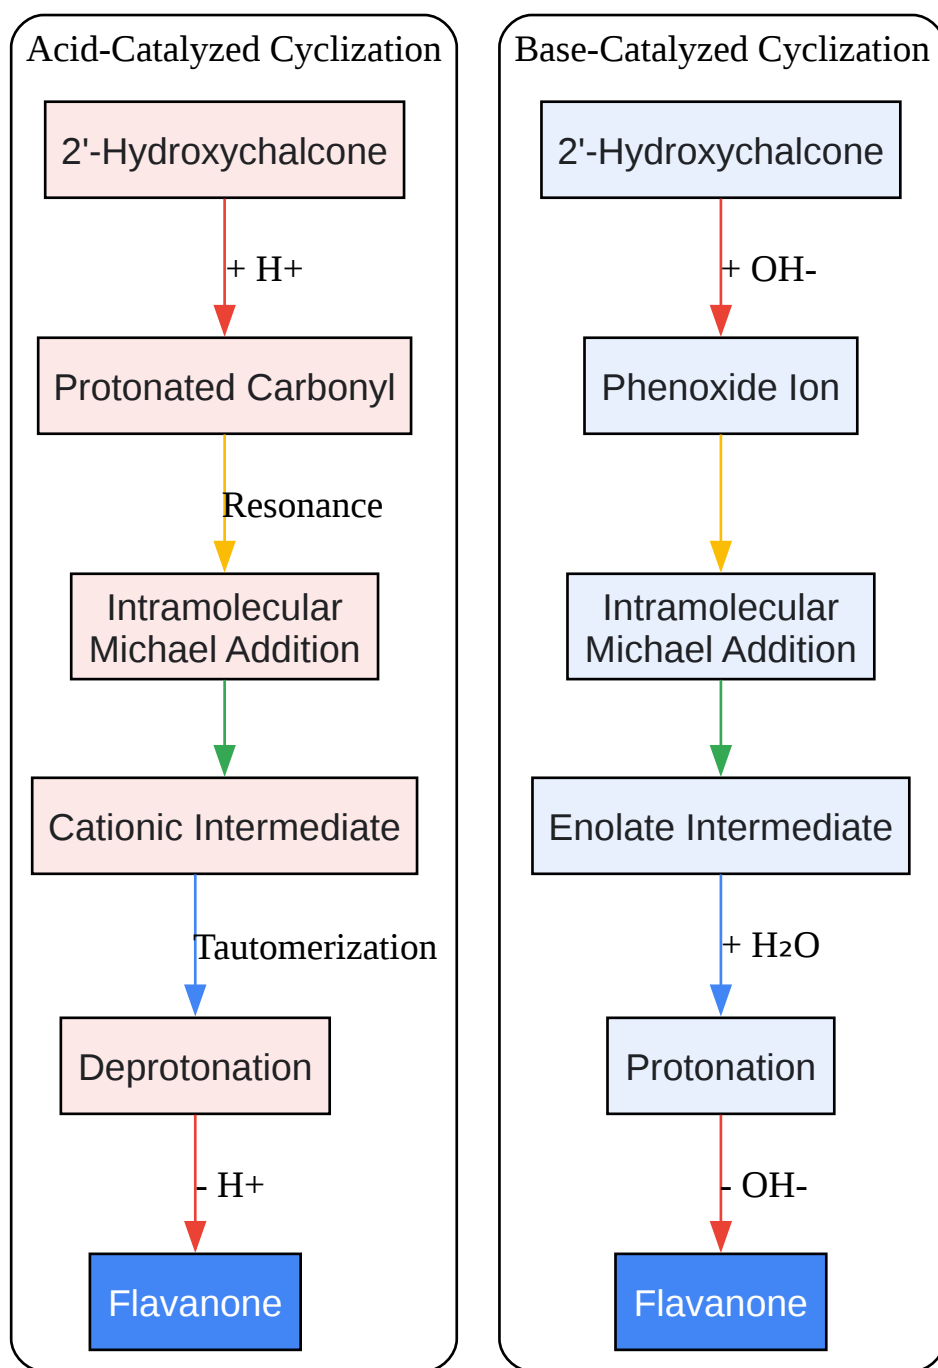 Acid-Catalyzed Cyclization
2'-Hydroxychalcone
+ H+
Protonated Carbonyl
Resonance
Intramolecular
Michael Addition
Cationic Intermediate
Tautomerization
Deprotonation
- H+
Flavanone
Base-Catalyzed Cyclization
2'-Hydroxychalcone
+ OH-
Phenoxide Ion
Intramolecular
Michael Addition
Enolate Intermediate
+ H₂O
Protonation
- OH-
Flavanone